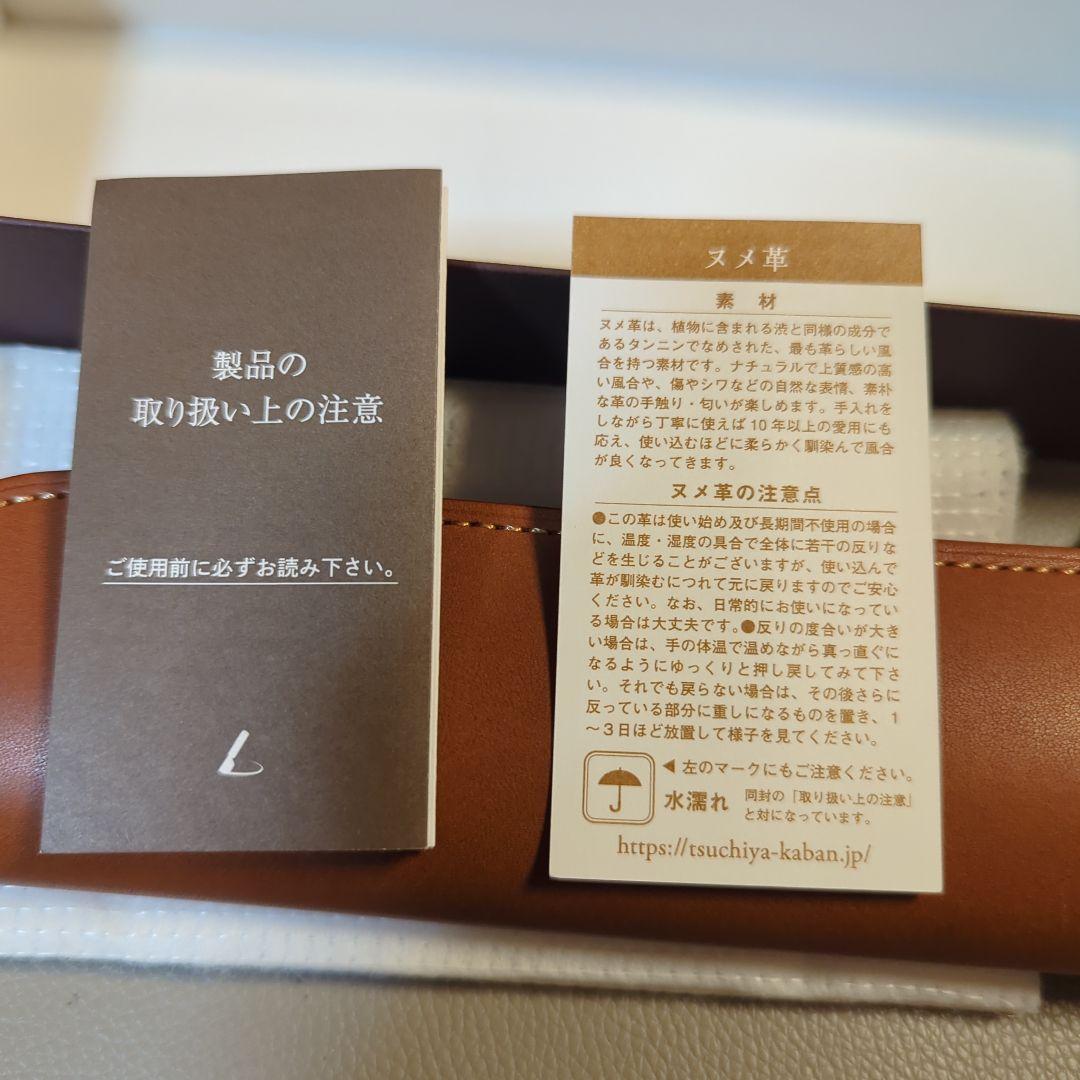 製品の
取り扱い上の注意
ご使用前に必ずお読み下さい。
ヌメ革
素 材
ヌメ革は、植物に含まれる渋と同様の成分で
あるタンニンでなめされた、最も革らしい風
合を持つ素材です。ナチュラルで上質感の高
い風合や、傷やシワなどの自然な表情、素朴
な革の手触り・匂いが楽しめます。手入れを
しながら丁寧に使えば10年以上の愛用にも
応え、使い込むほどに柔らかく馴染んで風合
が良くなってきます。
ヌメ革の注意点
●この革は使い始め及び長期間不使用の場合
に、温度・湿度の具合で全体に若干の反りな
どを生じることがございますが、使い込んで
革が馴染むにつれて元に戻りますのでご安心
ください。なお、日常的にお使いになってい
る場合は大丈夫です。●反りの度合いが大き
い場合は、手の体温で温めながら真っ直ぐに
なるようにゆっくりと押し戻してみて下さ
い。それでも戻らない場合は、その後さらに
反っている部分に重しになるものを置き、1
～3日ほど放置して様子を見てください。
◀左のマークにもご注意ください。
水濡れ 同封の「取り扱い上の注意」
と対になっています。
https://tsuchiya-kaban.jp/